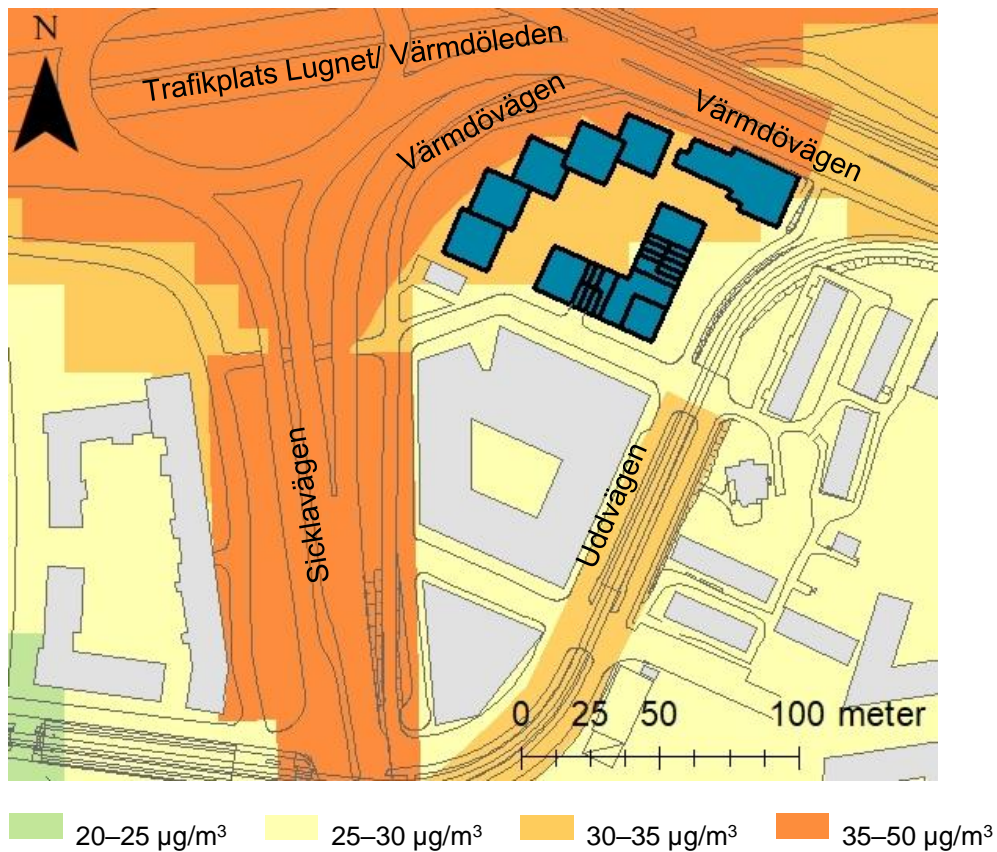 N
Trafikplats Lugnet/ Värmdöleden
Värmdövägen
Värmdövägen
Sicklavägen
Uddvägen
0 25 50 100 meter
20–25 µg/m³ 25–30 µg/m³ 30–35 µg/m³ 35–50 µg/m³